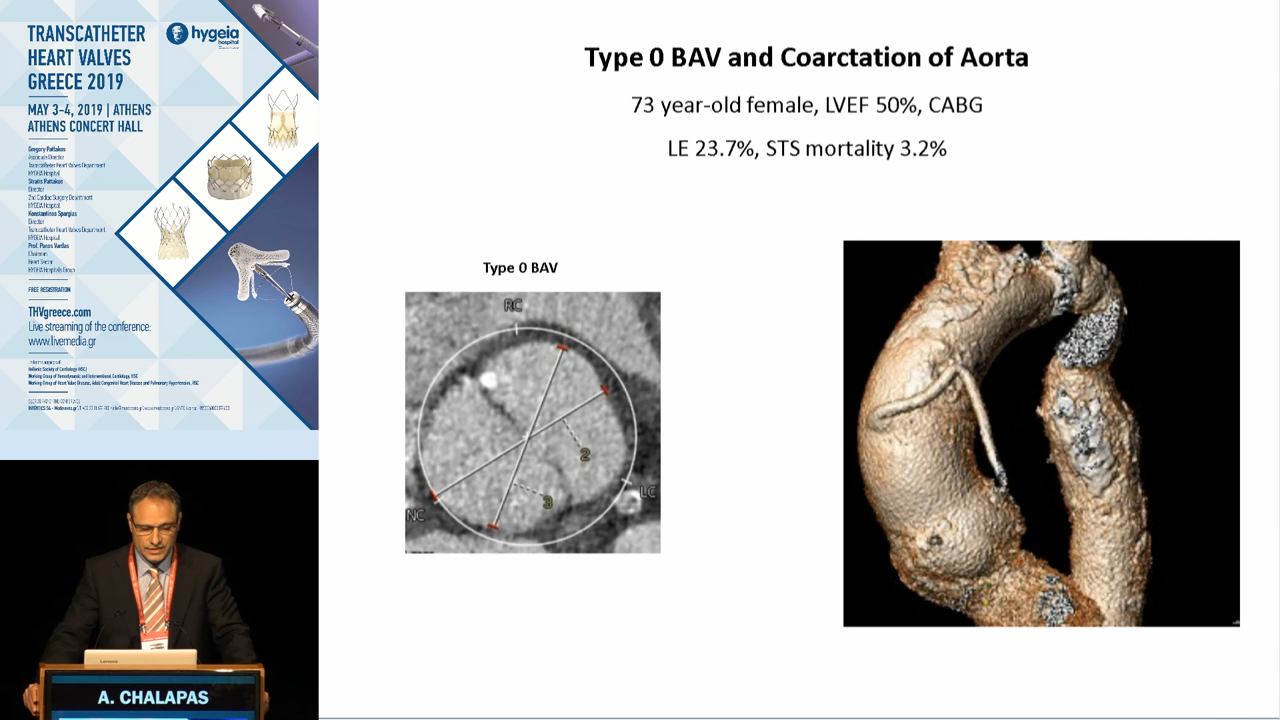 TRANSCATHETER
HEART VALVES
GREECE 2019
hygeia
hospital
MAY 3-4, 2019 | ATHENS
ATHENS CONCERT HALL
Gregory Pattakos
Associate Director
Transcatheter Heart Valves Department
HYGEIA Hospital
Stratis Pattakos
Director
2nd Cardiac Surgery Department
HYGEIA Hospital
Konstantinos Spargias
Director
Transcatheter Heart Valves Department
HYGEIA Hospital
Prof. Panos Vardas
Chairman
Heart Sector
HYGEIA Hospitals Group
FREE REGISTRATION
THVgreece.com
Live streaming of the conference:
www.livemedia.gr
Hellenic Society of Cardiology (HSC)
Working Group of Hemodynamic and Interventional Cardiology, HSC
Working Group of Heart Valve Disease, Adult Congenital Heart Disease and Pulmonary Hypertension, HSC
Type 0 BAV and Coarctation of Aorta
73 year-old female, LVEF 50%, CABG
LE 23.7%, STS mortality 3.2%
Type 0 BAV
RC
2
3
LC
NC
Lenovo
A. CHALAPAS